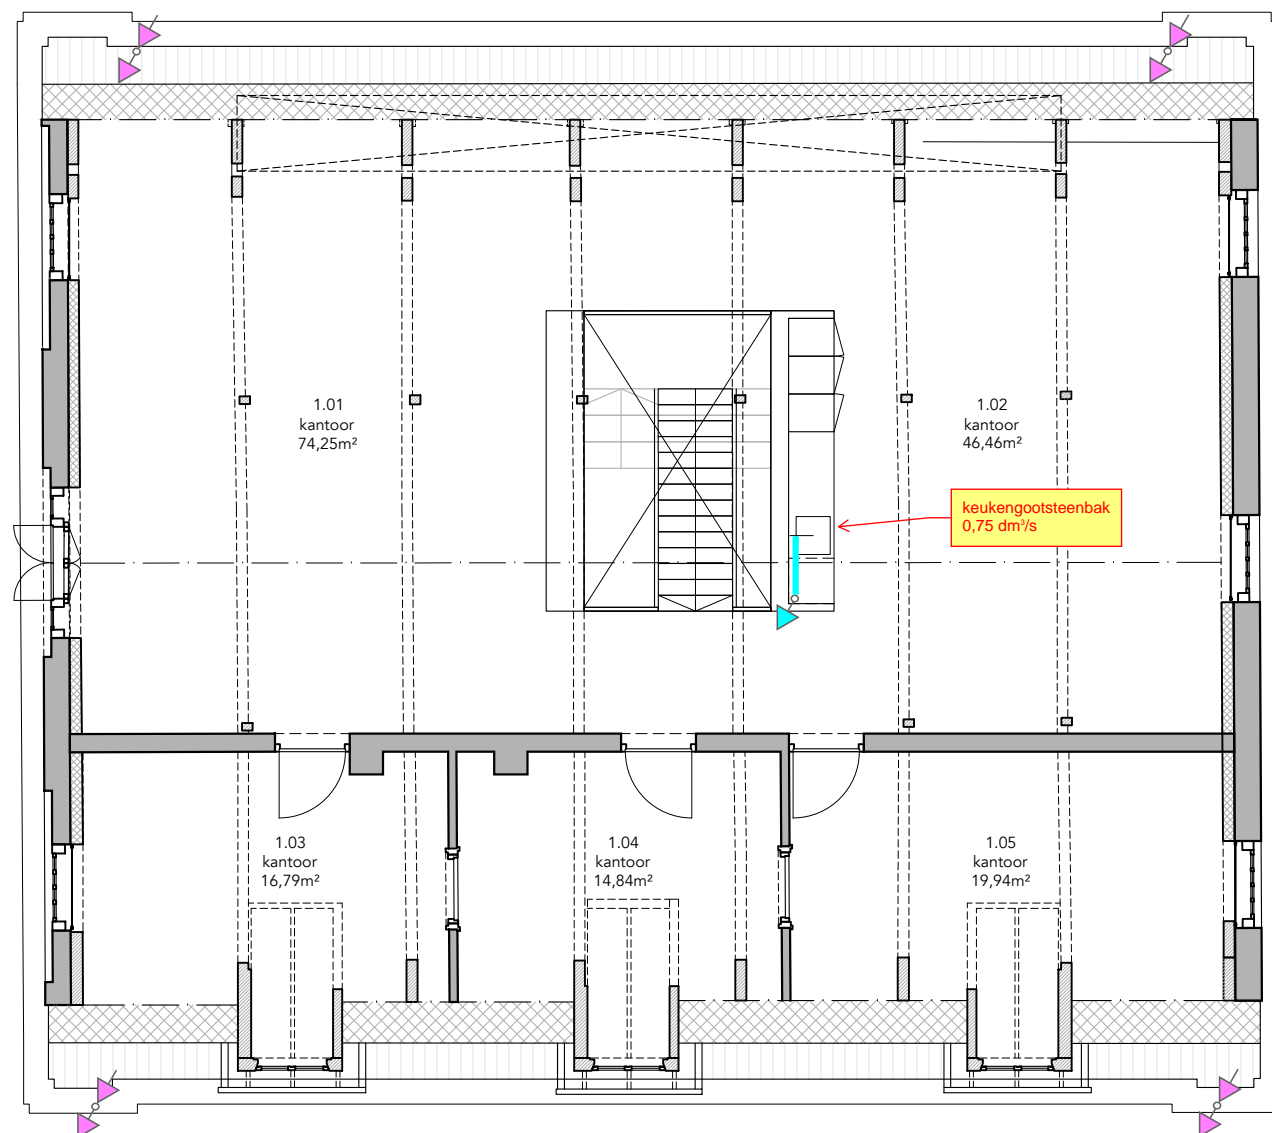 1.01
kantoor
74,25m²
1.02
kantoor
46,46m²
keukengootsteenbak
0,75 dm³/s
1.03
kantoor
16,79m²
1.04
kantoor
14,84m²
1.05
kantoor
19,94m²